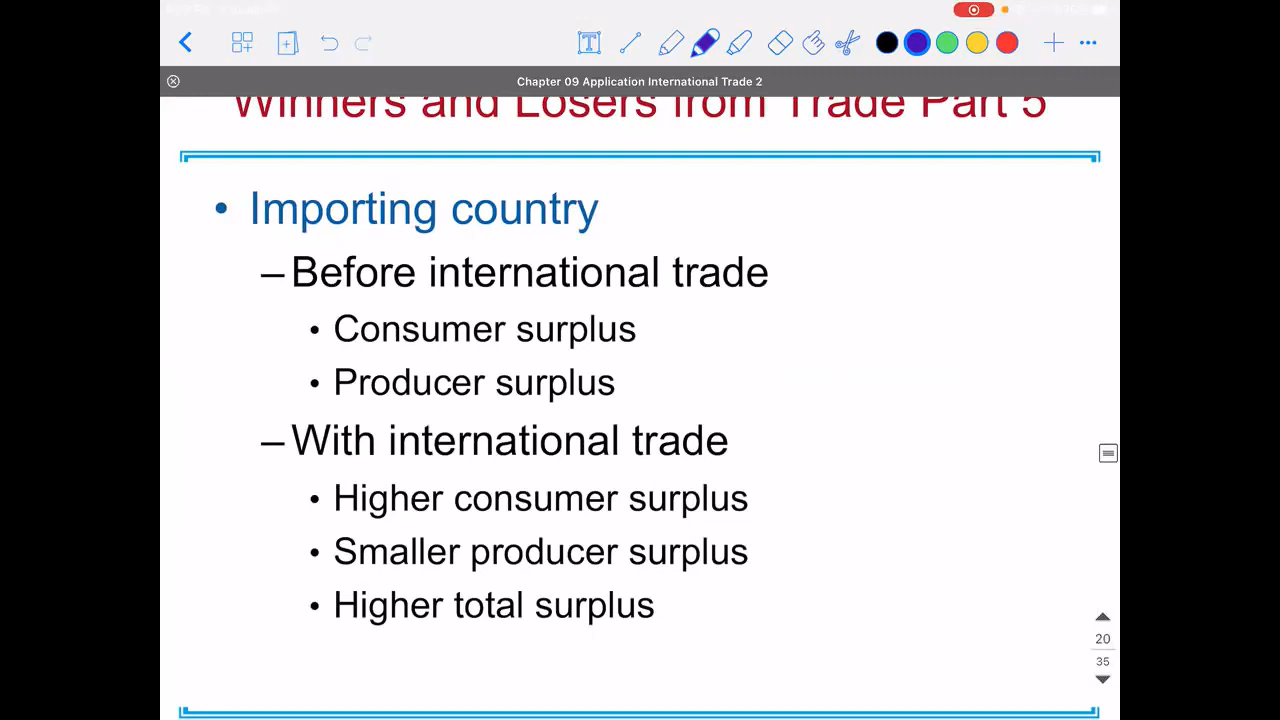 Chapter 09 Application International Trade 2
Winners and Losers from Trade Part 5
• Importing country
–Before international trade
• Consumer surplus
• Producer surplus
–With international trade
• Higher consumer surplus
• Smaller producer surplus
• Higher total surplus
20
35